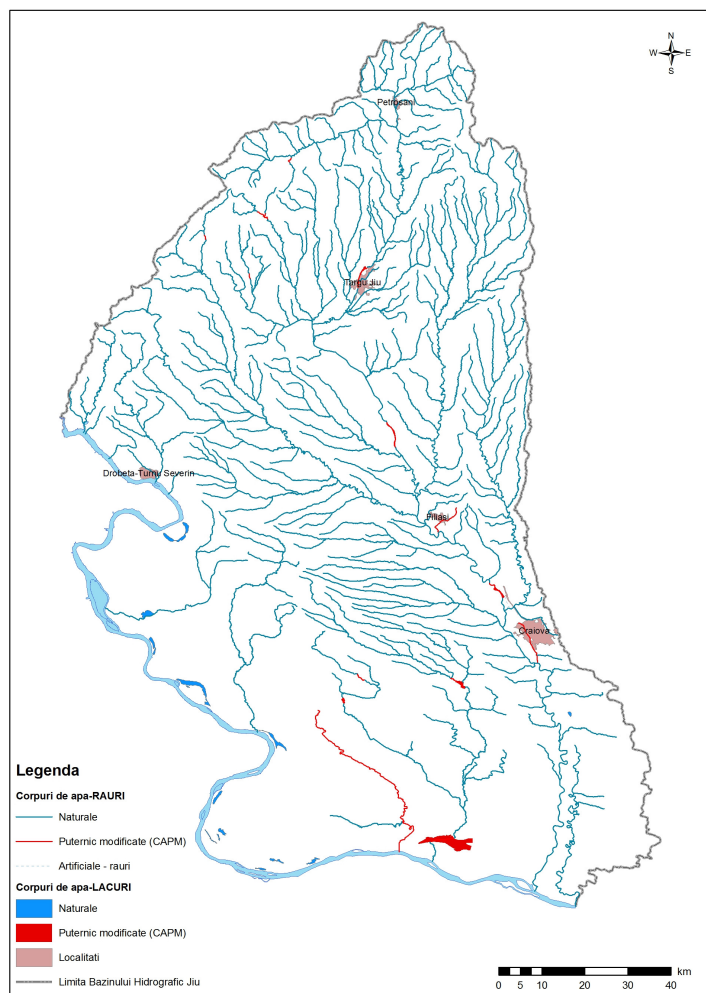 N
W E
S
Petroşani
Targu Jiu
Drobeta-Turnu Severin
Filiasi
Craiova
Legenda
Corpuri de apa-RAURI
Naturale
Puternic modificate (CAPM)
Artificiale - rauri
Corpuri de apa-LACURI
Naturale
Puternic modificate (CAPM)
Localitati
Limita Bazinului Hidrografic Jiu
km
0 5 10 20 30 40